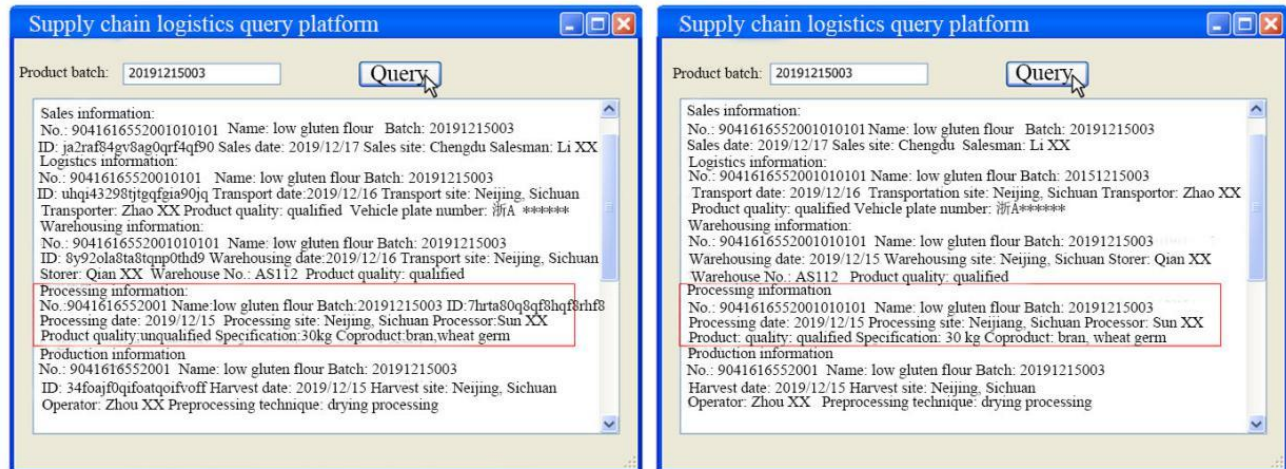 Supply chain logistics query platform
Product batch: 20191215003 Query
Sales information:
No.: 9041616552001010101 Name: low gluten flour Batch: 20191215003
ID: ja2raf84gv8ag0qrf4qf90 Sales date: 2019/12/17 Sales site: Chengdu Salesman: Li XX
Logistics information:
No.: 90416165520010101 Name: low gluten flour Batch: 20191215003
ID: uhqi43298tjtgqfgia90jq Transport date:2019/12/16 Transport site: Neijing, Sichuan
Transporter: Zhao XX Product quality: qualified Vehicle plate number: 浙A ******
Warehousing information:
No.: 9041616552001010101 Name: low gluten flour Batch: 20191215003
ID: 8y92ola8ta8tqnp0thd9 Warehousing date:2019/12/16 Transport site: Neijing, Sichuan
Storer: Qian XX Warehouse No.: AS112 Product quality: qualified
Processing information:
No.:9041616552001 Name:low gluten flour Batch:20191215003 ID:7hrta80q8qf8hqf8rhf8
Processing date: 2019/12/15 Processing site: Neijing, Sichuan Processor:Sun XX
Product quality:unqualified Specification:30kg Coproduct:bran,wheat germ
Production information
No.: 9041616552001 Name: low gluten flour Batch: 20191215003
ID: 34foajf0qifoatqoifvoff Harvest date: 2019/12/15 Harvest site: Neijing, Sichuan
Operator: Zhou XX Preprocessing technique: drying processing
Supply chain logistics query platform
Product batch: 20191215003 Query
Sales information:
No.: 9041616552001010101 Name: low gluten flour Batch: 20191215003
Sales date: 2019/12/17 Sales site: Chengdu Salesman: Li XX
Logistics information:
No.: 9041616552001010101 Name: low gluten flour Batch: 20151215003
Transport date: 2019/12/16 Transportation site: Neijing, Sichuan Transportor: Zhao XX
Product quality: qualified Vehicle plate number: 浙A******
Warehousing information:
No.: 9041616552001010101 Name: low gluten flour Batch: 20191215003
Warehousing date: 2019/12/15 Warehousing site: Neijing, Sichuan Storer: Qian XX
Warehouse No.: AS112 Product quality: qualified
Processing information
No.: 9041616552001010101 Name: low gluten flour Batch: 20191215003
Processing date: 2019/12/15 Processing site: Neijiang, Sichuan Processor: Sun XX
Product: quality: qualified Specification: 30 kg Coproduct: bran, wheat germ
Production information
No.: 9041616552001 Name: low gluten flour Batch: 20191215003
Harvest date: 2019/12/15 Harvest site: Neijing, Sichuan
Operator: Zhou XX Preprocessing technique: drying processing